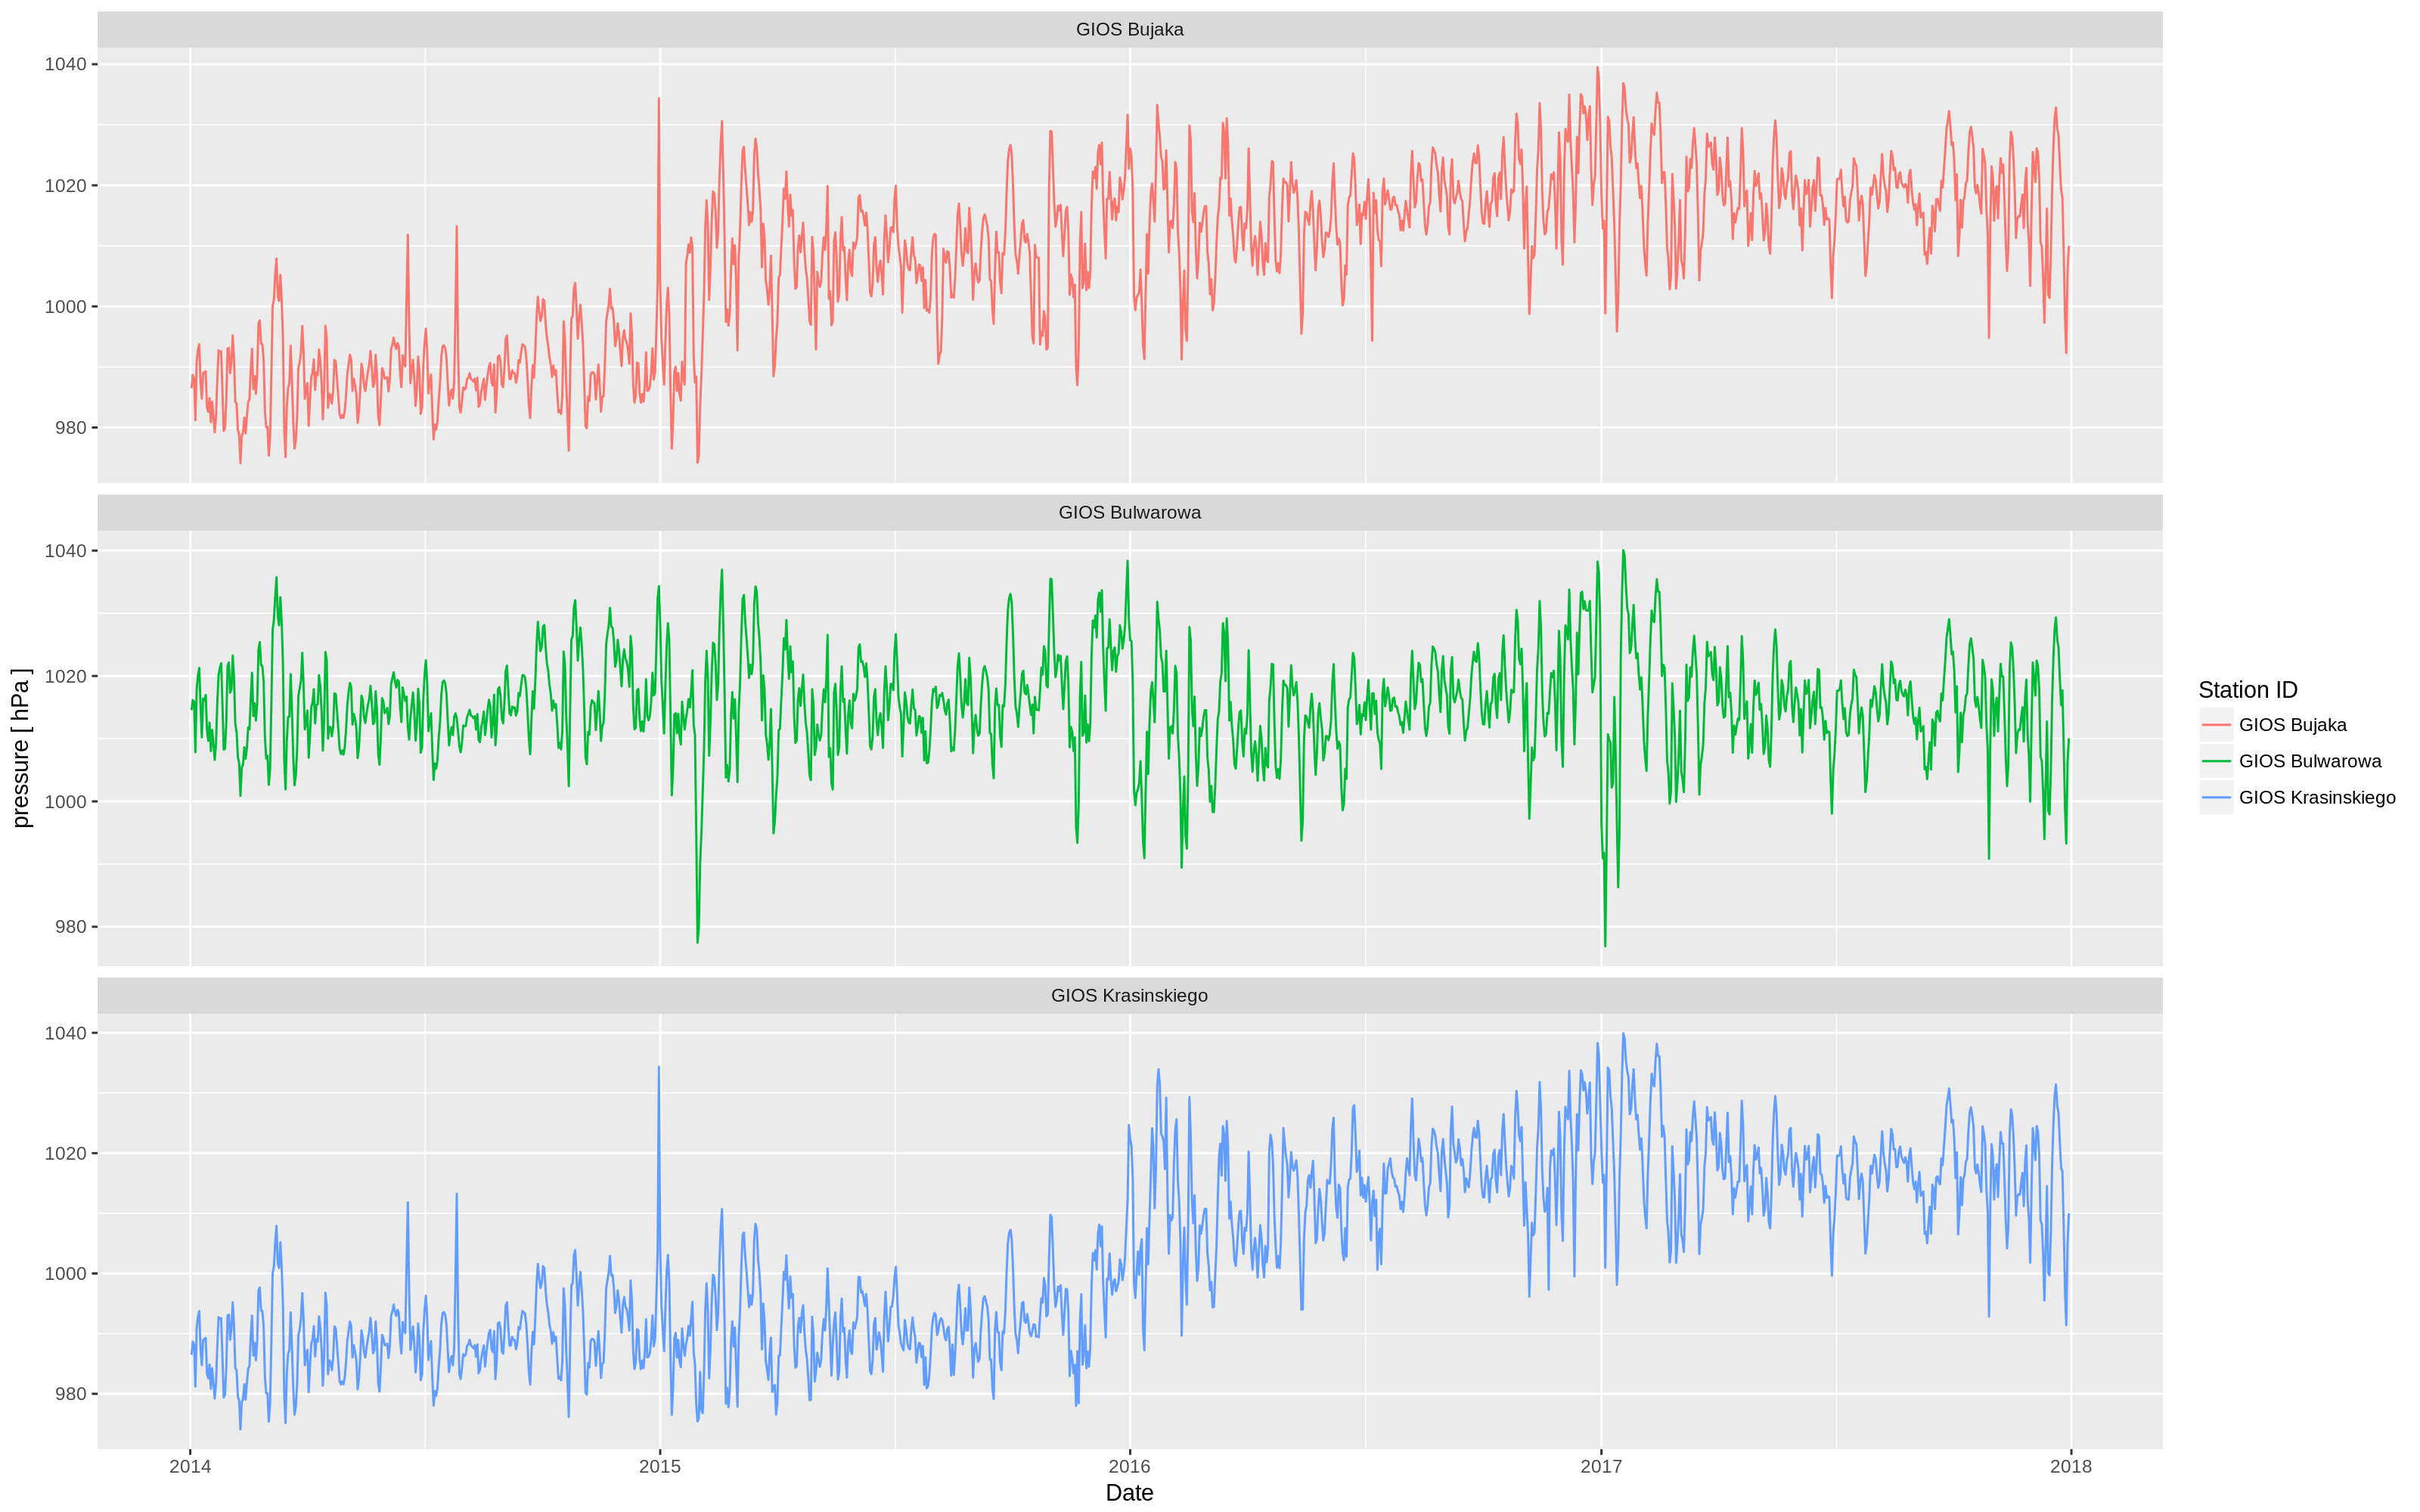 GIOS Bujaka
1040
1020
1000
980
GIOS Bulwarowa
1040
1020
1000
980
GIOS Krasinskiego
1040
1020
1000
980
2014 2015 2016 2017 2018
Date
pressure [ hPa ]
Station ID
GIOS Bujaka
GIOS Bulwarowa
GIOS Krasinskiego